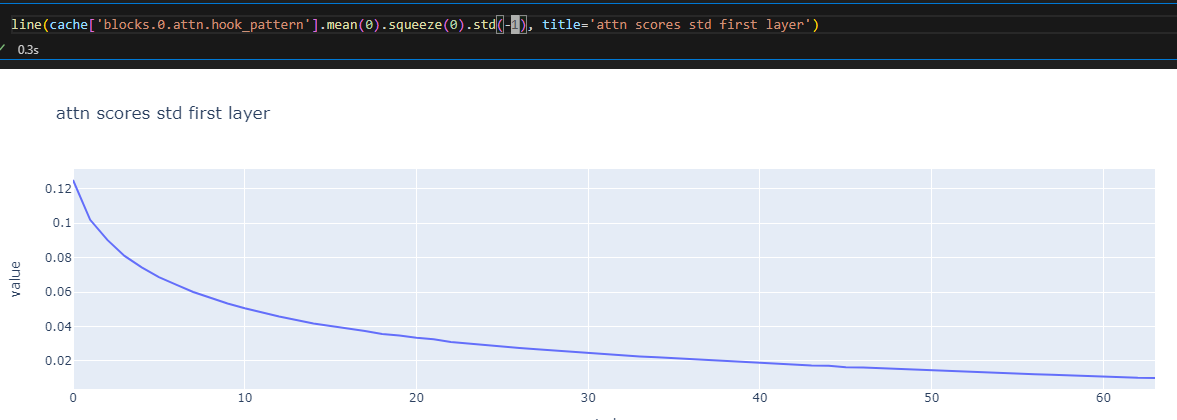 line(cache['blocks.0.attn.hook_pattern'].mean(0).squeeze(0).std(-1), title='attn scores std first layer')
✓ 0.3s
attn scores std first layer
0.12
0.1
0.08
0.06
0.04
0.02
value
0 10 20 30 40 50 60